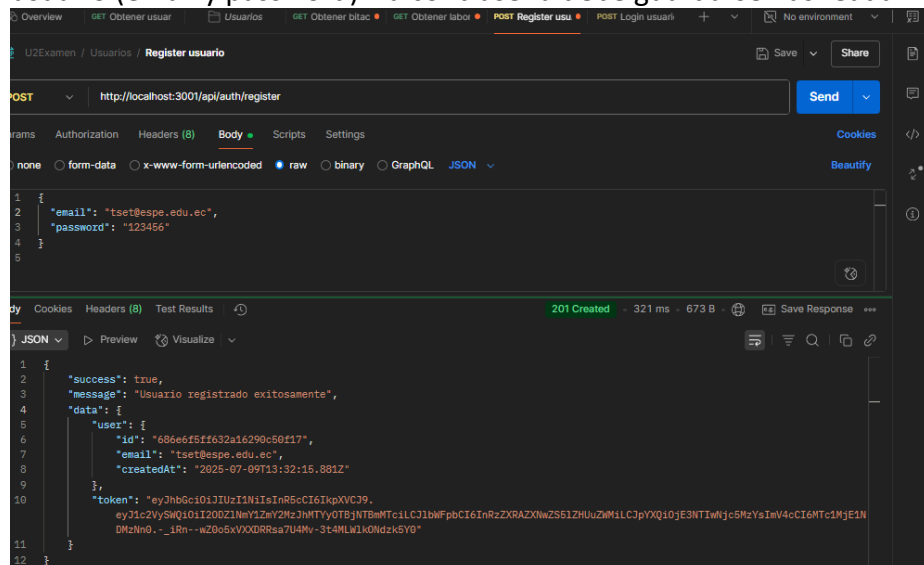 Overview GET Obtener usuar Usuarios GET Obtener bitac GET Obtener labor POST Register usu POST Login usuari No environment
U2Examen / Usuarios / Register usuario Save Share
POST http://localhost:3001/api/auth/register Send
rams Authorization Headers (8) Body Scripts Settings Cookies
none form-data x-www-form-urlencoded raw binary GraphQL JSON Beautify
1 {
2 "email": "tset@espe.edu.ec",
3 "password": "123456"
4 }
5
dy Cookies Headers (8) Test Results 201 Created 321 ms 673 B Save Response
{} JSON Preview Visualize
1 {
2 "success": true,
3 "message": "Usuario registrado exitosamente",
4 "data": {
5 "user": {
6 "id": "686e6f5ff632a16290c50f17",
7 "email": "tset@espe.edu.ec",
8 "createdAt": "2025-07-09T13:32:15.881Z"
9 },
10 "token": "eyJhbGciOiJIUzI1NiIsInR5cCI6IkpXVCJ9.
eyJ1c2VySWQiOiI2ODZlNmY1ZmY2MzJhMTYyOTBjNTBmMTciLCJlbWFpbCI6InRzZXRAZXNwZS5lZHUuZWMiLCJpYXQiOjE3NTIwNjc5MzYsImV4cCI6MTc1MjE1N
DMzNn0.-_iRn--wZ0o5xVXXDRRsa7U4Mv-3t4MLWlkONdzk5Y0"
11 }
12 }